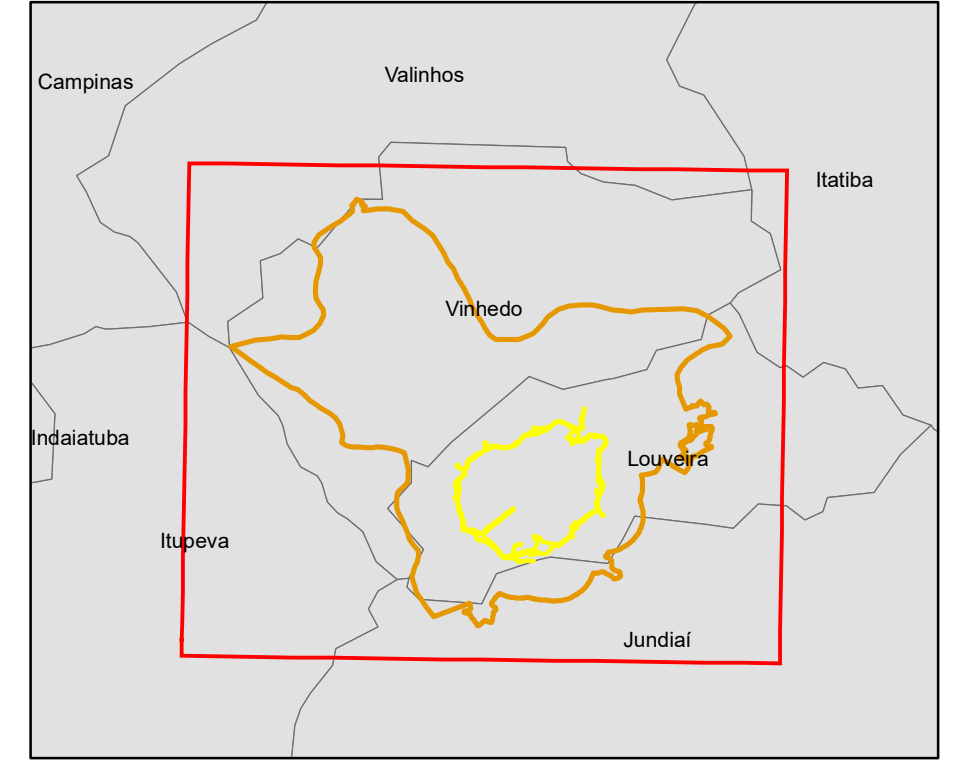 Valinhos
Campinas
Itatiba
Vinhedo
Indaiatuba
Louveira
Itupeva
Jundiaí